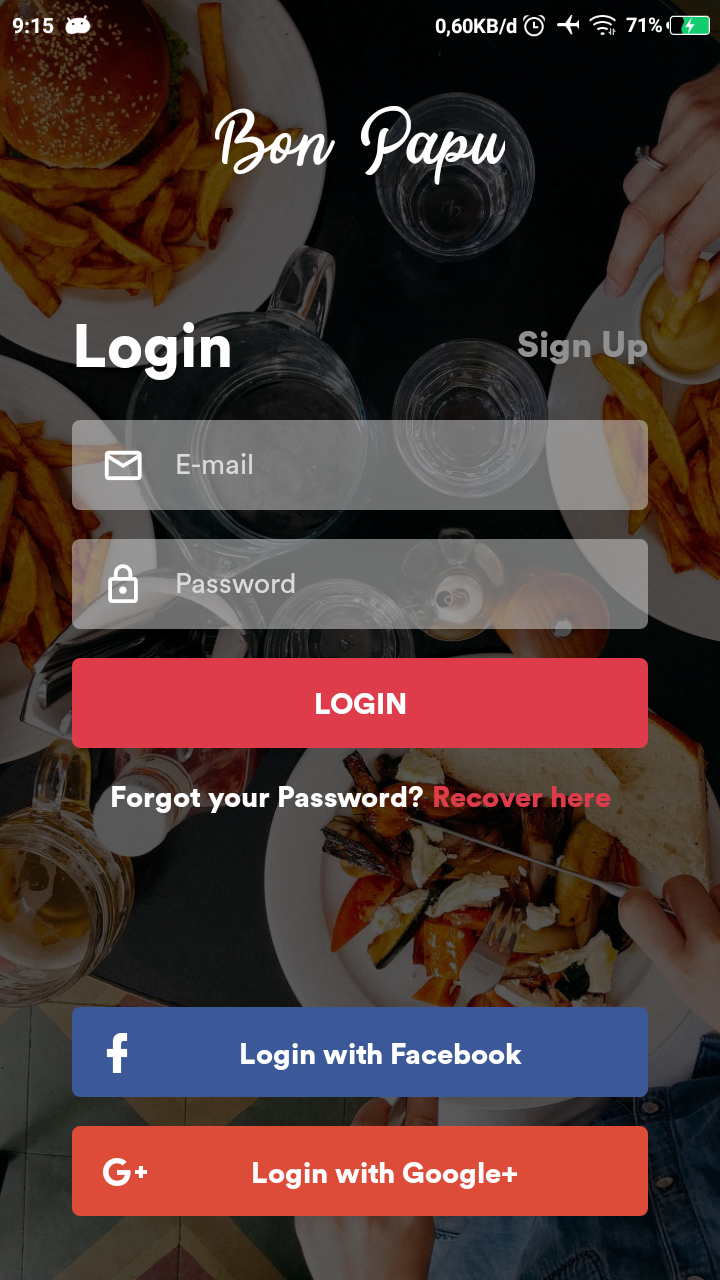 9:15 0,60KB/d 71%
Bon Papu
Login Sign Up
E-mail
Password
LOGIN
Forgot your Password? Recover here
Login with Facebook
G+ Login with Google+